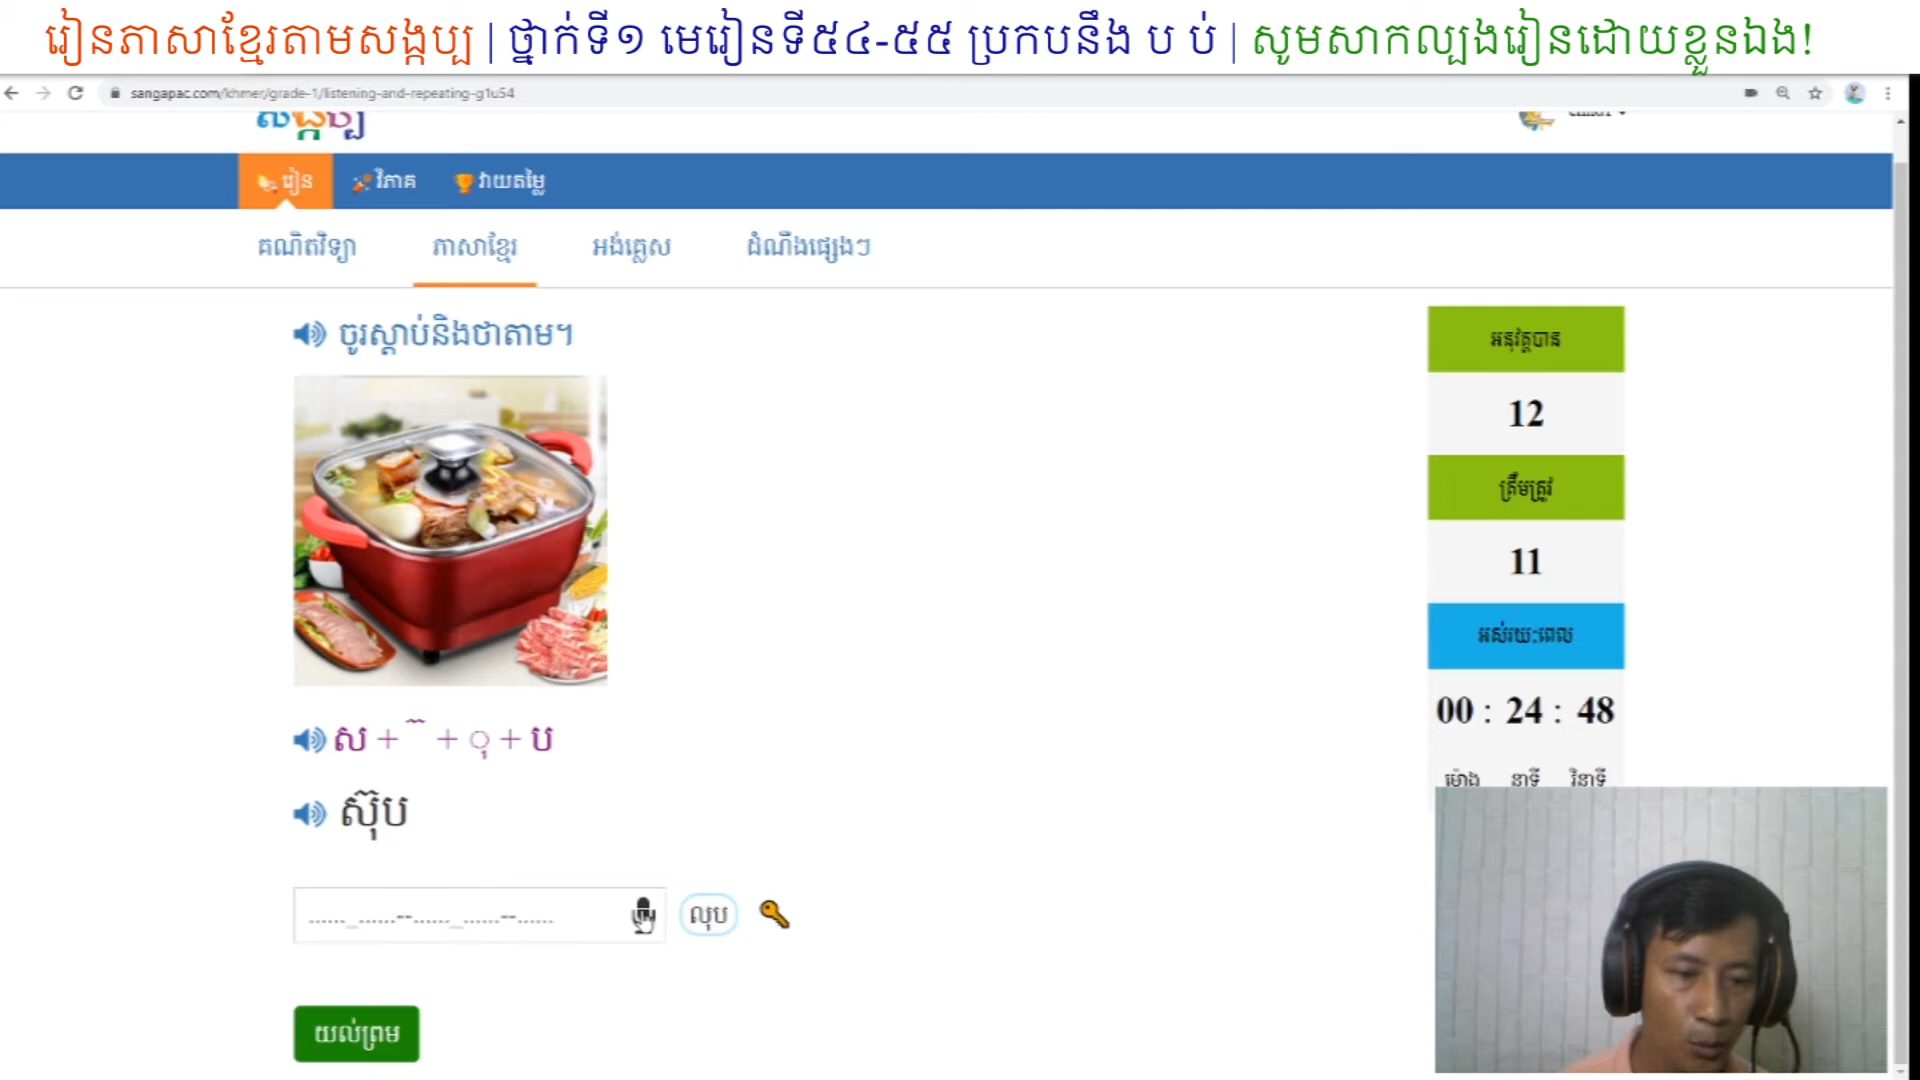 រៀនភាសាខ្មែរតាមសង្កប្ប | ថ្នាក់ទី១ មេរៀនទី៥៤-៥៥ ប្រកបនឹង ប ប់ | សូមសាកល្បងរៀនដោយខ្លួនឯង!
sangapac.com/khmer/grade-1/listening-and-repeating-g1u54
សង្កប្ប
រៀន វិភាគ វាយតម្លៃ
គណិតវិទ្យា ភាសាខ្មែរ អង់គ្លេស ដំណឹងផ្សេងៗ
ចូរស្តាប់និងថាតាម។
ស + ៊ + ុ + ប
ស៊ុប
......_......--......_......--......
លុប
យល់ព្រម
អនុវត្តបាន
12
ត្រឹមត្រូវ
11
អស់រយៈពេល
00 : 24 : 48
ម៉ោង នាទី វិនាទី